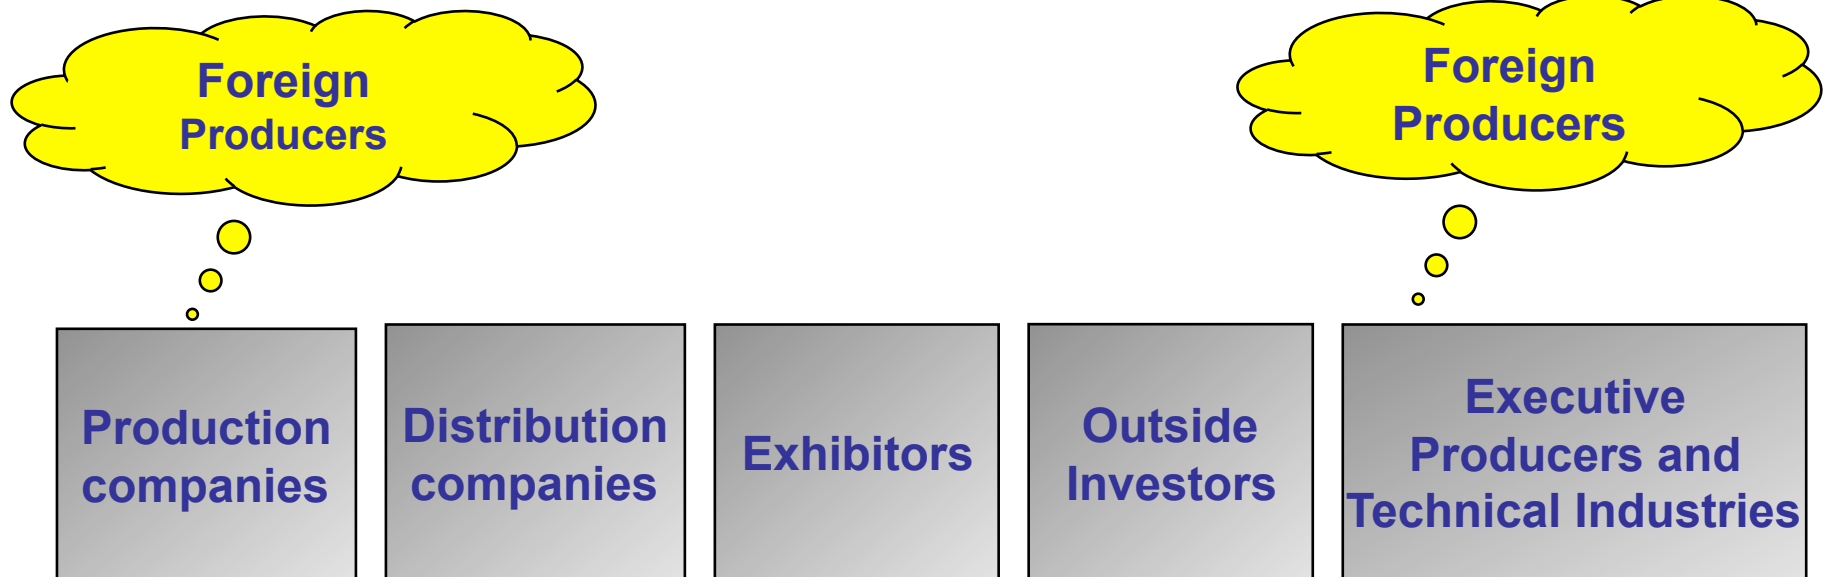 Foreign
Producers
Foreign
Producers
Production
companies
Distribution
companies
Exhibitors
Outside
Investors
Executive
Producers and
Technical Industries